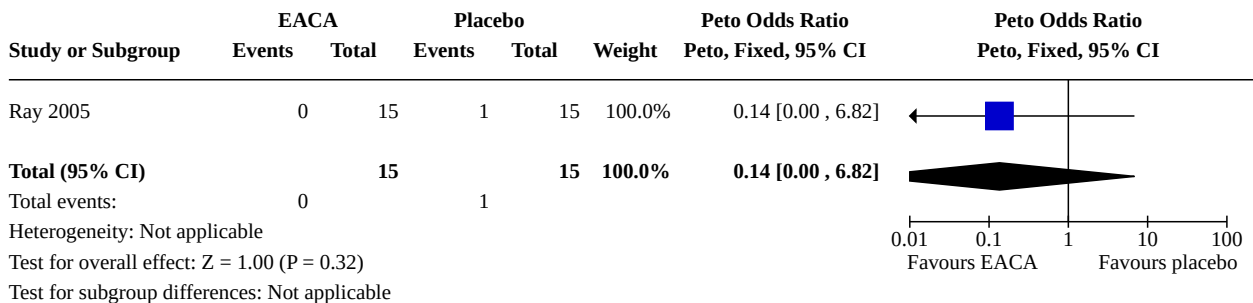 EACA Placebo Peto Odds Ratio Peto Odds Ratio
Study or Subgroup Events Total Events Total Weight Peto, Fixed, 95% CI Peto, Fixed, 95% CI
Ray 2005 0 15 1 15 100.0% 0.14 [0.00 , 6.82]
Total (95% CI) 15 15 100.0% 0.14 [0.00 , 6.82]
Total events: 0 1
Heterogeneity: Not applicable
0.01 0.1 1 10 100
Test for overall effect: Z = 1.00 (P = 0.32)
Favours EACA Favours placebo
Test for subgroup differences: Not applicable